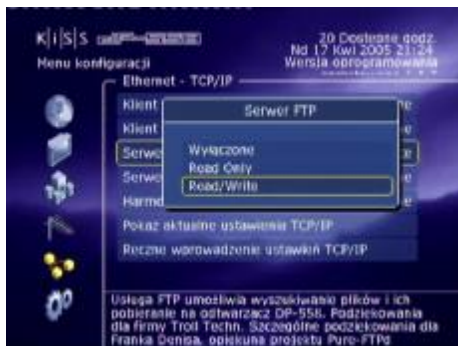 KiSS
20 Dostępne godz.
Nd 17 Kwi 2005 21:24
Menu konfiguracji
Wersja oprogramowania
Ethernet - TCP/IP
Klient
Serwer FTP
Klient
Wyłączone
Serwe
Read Only
Serwe
Read/Write
Harmo
Pokaż aktualne ustawienia TCP/IP
Ręczne wprowadzenie ustawień TCP/IP
Usługa FTP umożliwia wyszukiwanie plików i ich
pobieranie na odtwarzacz DP-558. Podziękowania
dla firmy Troll Techn. Szczególne podziękowania dla
Franka Denisa, opiekuna projektu Pure-FTPd